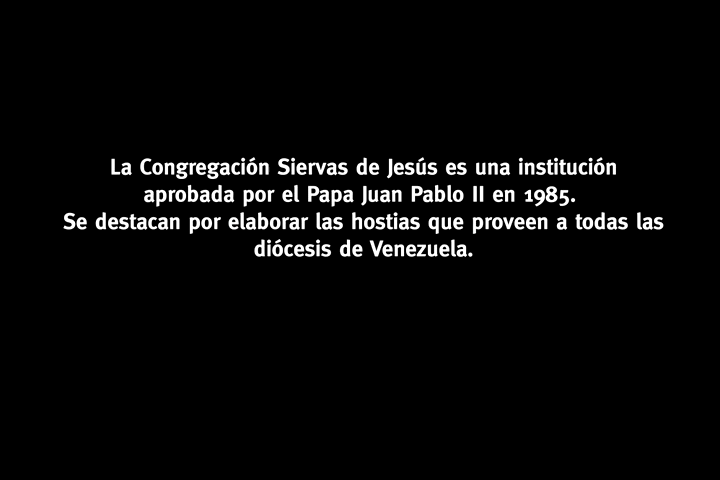 La Congregación Siervas de Jesús es una institución
aprobada por el Papa Juan Pablo II en 1985.
Se destacan por elaborar las hostias que proveen a todas las
diócesis de Venezuela.